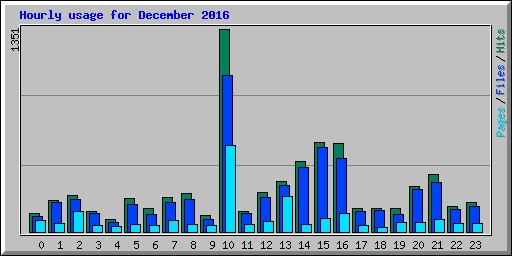 Hourly usage for December 2016
1351
Pages/Files/Hits
0 1 2 3 4 5 6 7 8 9 10 11 12 13 14 15 16 17 18 19 20 21 22 23